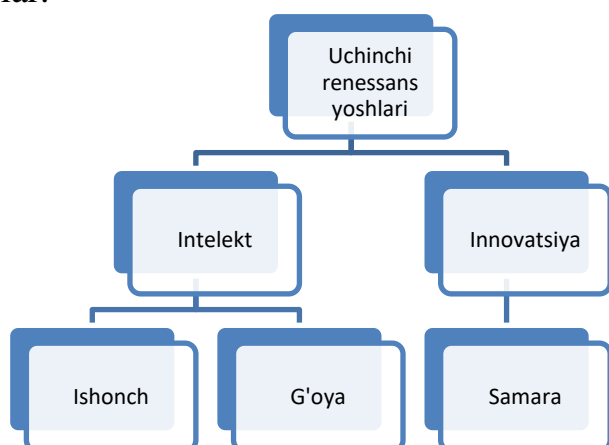 Uchinchi
renessans
yoshlari
Intelekt
Innovatsiya
Ishonch
G'oya
Samara